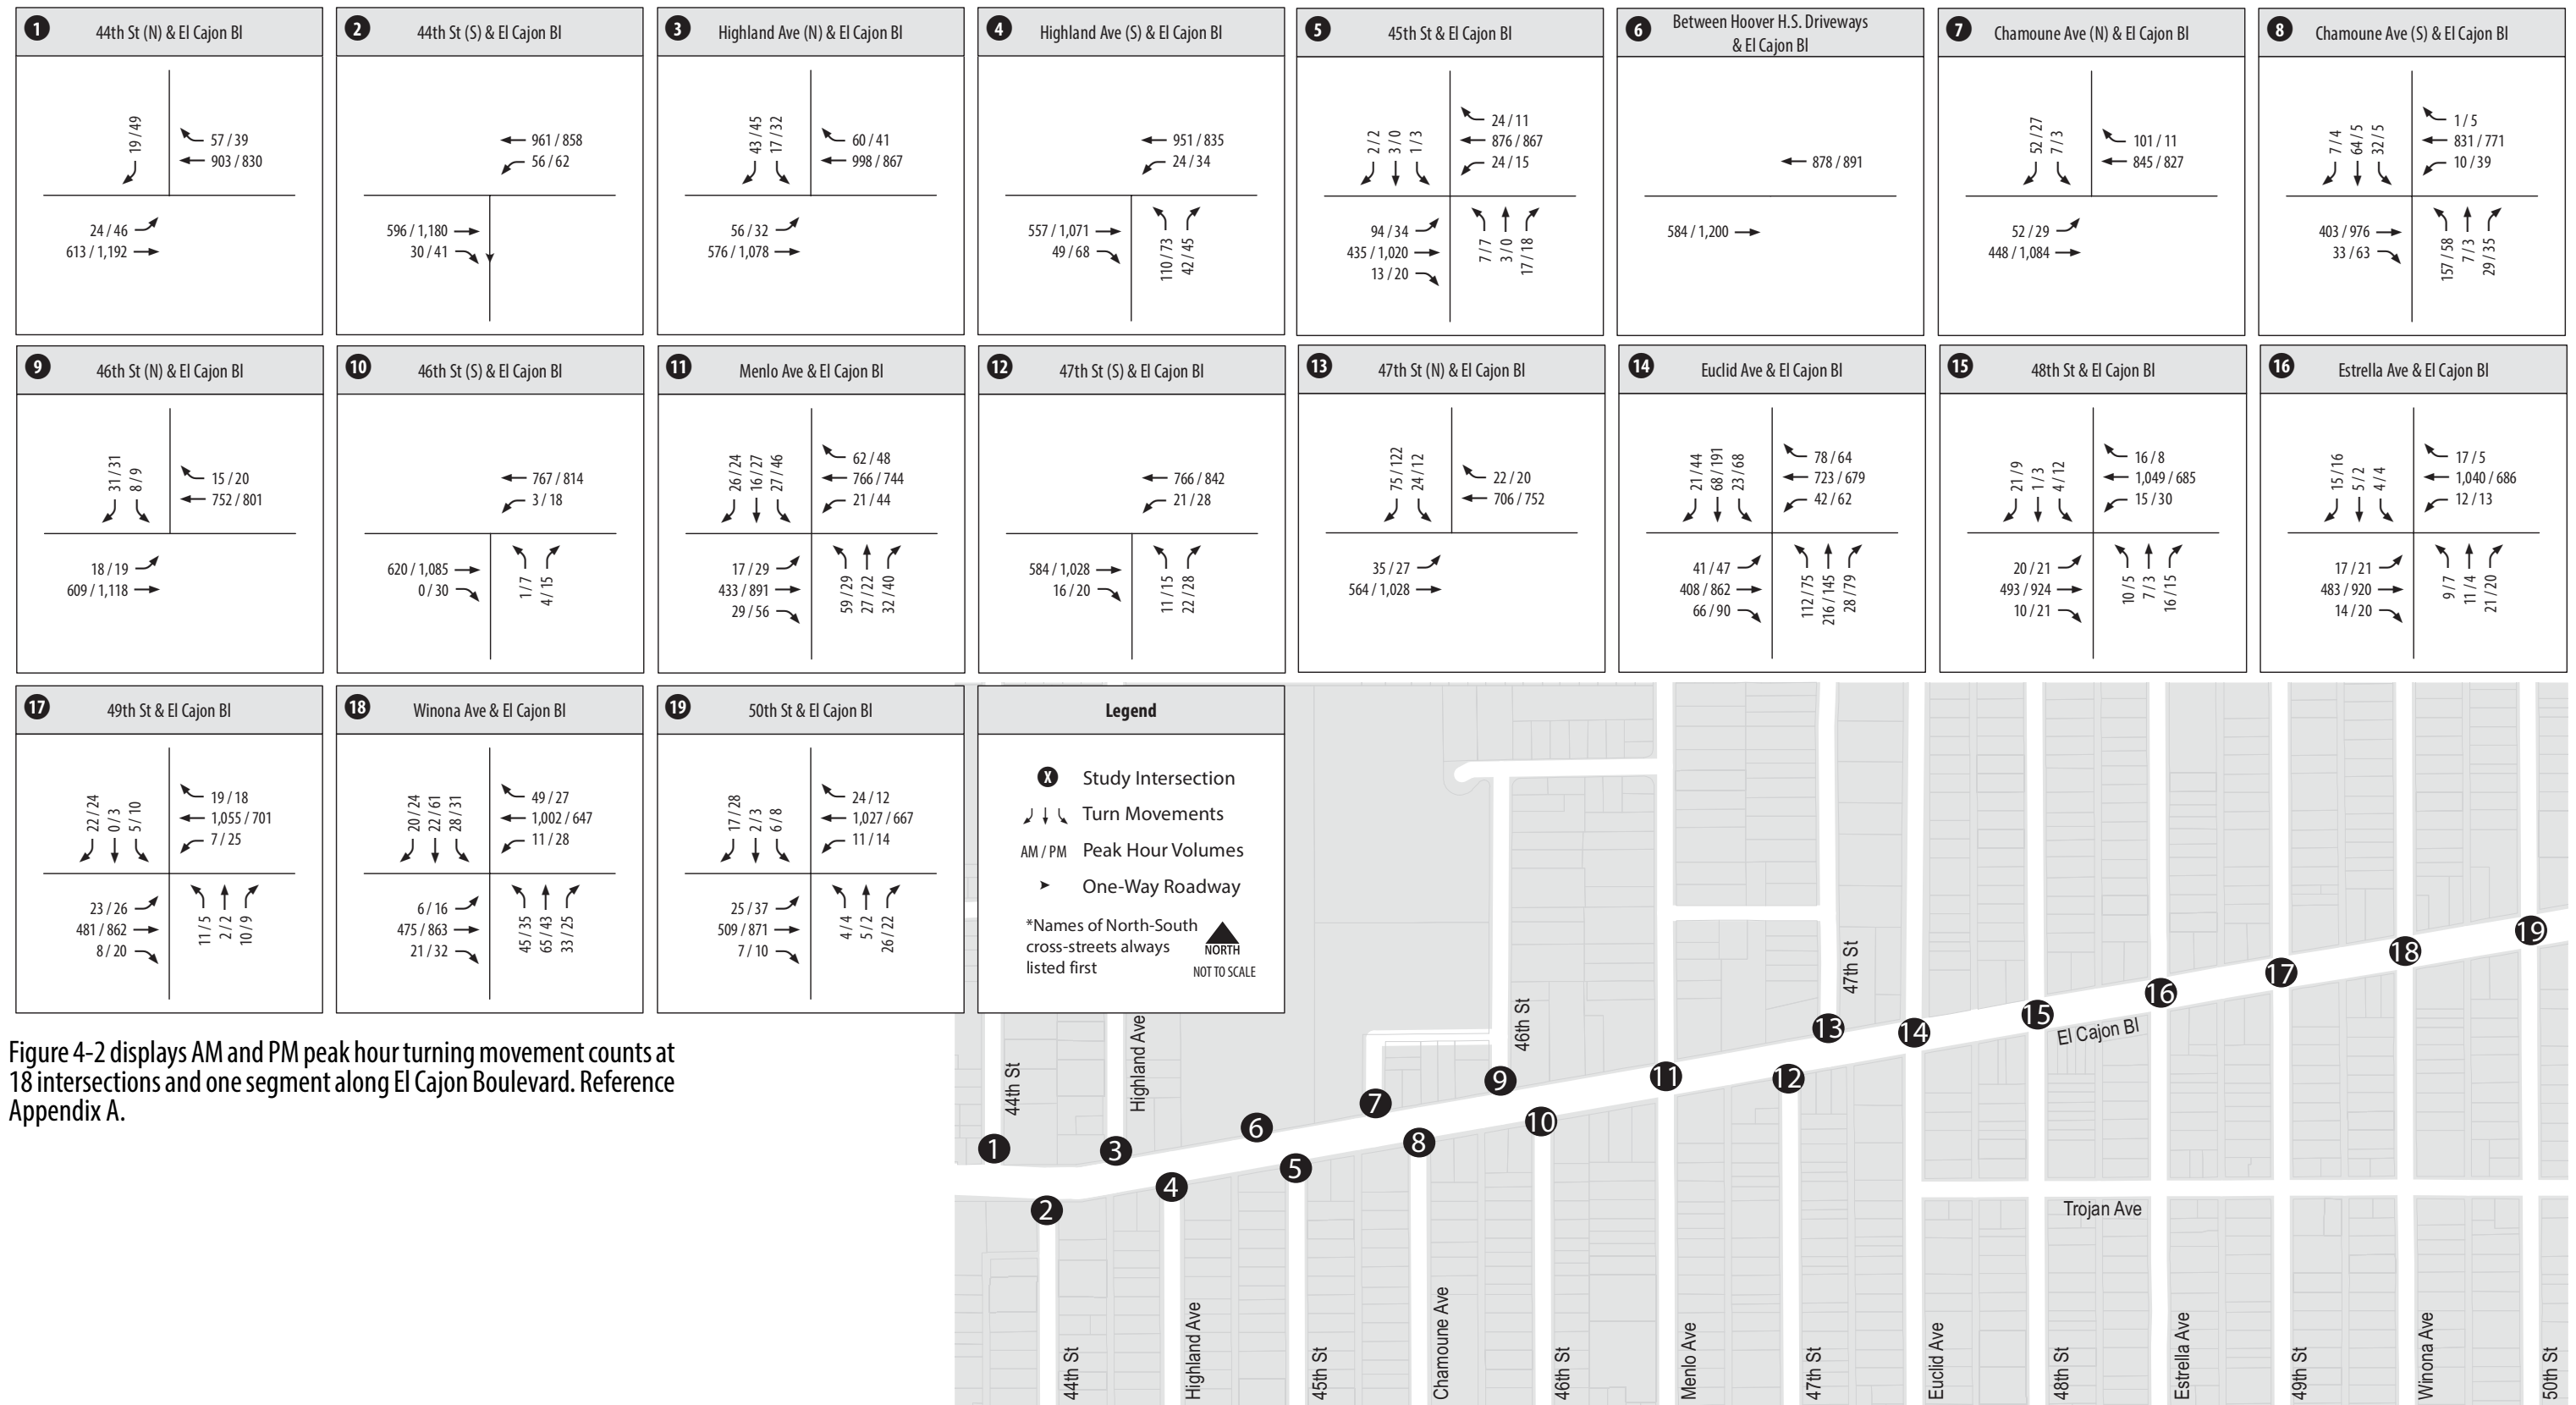 1
44th St (N) & El Cajon Bl
19 / 49
57 / 39
903 / 830
24 / 46
613 / 1,192
2
44th St (S) & El Cajon Bl
961 / 858
56 / 62
596 / 1,180
30 / 41
3
Highland Ave (N) & El Cajon Bl
43 / 45
17 / 32
60 / 41
998 / 867
56 / 32
576 / 1,078
4
Highland Ave (S) & El Cajon Bl
951 / 835
24 / 34
557 / 1,071
49 / 68
110 / 73
42 / 45
5
45th St & El Cajon Bl
2 / 2
3 / 0
1 / 3
24 / 11
876 / 867
24 / 15
94 / 34
435 / 1,020
13 / 20
7 / 7
3 / 0
17 / 18
6
Between Hoover H.S. Driveways
& El Cajon Bl
878 / 891
584 / 1,200
7
Chamoune Ave (N) & El Cajon Bl
52 / 27
7 / 3
101 / 11
845 / 827
52 / 29
448 / 1,084
8
Chamoune Ave (S) & El Cajon Bl
7 / 4
64 / 5
32 / 5
1 / 5
831 / 771
10 / 39
403 / 976
33 / 63
157 / 58
7 / 3
29 / 35
9
46th St (N) & El Cajon Bl
31 / 31
8 / 9
15 / 20
752 / 801
18 / 19
609 / 1,118
10
46th St (S) & El Cajon Bl
767 / 814
3 / 18
620 / 1,085
0 / 30
1 / 7
4 / 15
11
Menlo Ave & El Cajon Bl
26 / 24
16 / 27
27 / 46
62 / 48
766 / 744
21 / 44
17 / 29
433 / 891
29 / 56
59 / 29
27 / 22
32 / 40
12
47th St (S) & El Cajon Bl
766 / 842
21 / 28
584 / 1,028
16 / 20
11 / 15
22 / 28
13
47th St (N) & El Cajon Bl
75 / 122
24 / 12
22 / 20
706 / 752
35 / 27
564 / 1,028
14
Euclid Ave & El Cajon Bl
21 / 44
68 / 191
23 / 68
78 / 64
723 / 679
42 / 62
41 / 47
408 / 862
66 / 90
112 / 75
216 / 145
28 / 79
15
48th St & El Cajon Bl
21 / 9
1 / 3
4 / 12
16 / 8
1,049 / 685
15 / 30
20 / 21
493 / 924
10 / 21
10 / 5
7 / 3
16 / 15
16
Estrella Ave & El Cajon Bl
15 / 16
5 / 2
4 / 4
17 / 5
1,040 / 686
12 / 13
17 / 21
483 / 920
14 / 20
9 / 7
11 / 4
21 / 20
17
49th St & El Cajon Bl
22 / 24
0 / 3
5 / 10
19 / 18
1,055 / 701
7 / 25
23 / 26
481 / 862
8 / 20
11 / 5
2 / 2
10 / 9
18
Winona Ave & El Cajon Bl
20 / 24
22 / 61
28 / 31
49 / 27
1,002 / 647
11 / 28
6 / 16
475 / 863
21 / 32
45 / 35
65 / 43
33 / 25
19
50th St & El Cajon Bl
17 / 28
2 / 3
6 / 8
24 / 12
1,027 / 667
11 / 14
25 / 37
509 / 871
7 / 10
4 / 4
5 / 2
26 / 22
Legend
X Study Intersection
Turn Movements
AM / PM Peak Hour Volumes
One-Way Roadway
*Names of North-South
cross-streets always
listed first
NORTH
NOT TO SCALE
Figure 4-2 displays AM and PM peak hour turning movement counts at
18 intersections and one segment along El Cajon Boulevard. Reference
Appendix A.
44th St
Highland Ave
46th St
47th St
1
2
3
4
5
6
7
8
9
10
11
12
13
14
15
16
17
18
19
El Cajon Bl
Trojan Ave
44th St
Highland Ave
45th St
Chamoune Ave
46th St
Menlo Ave
47th St
Euclid Ave
48th St
Estrella Ave
49th St
Winona Ave
50th St